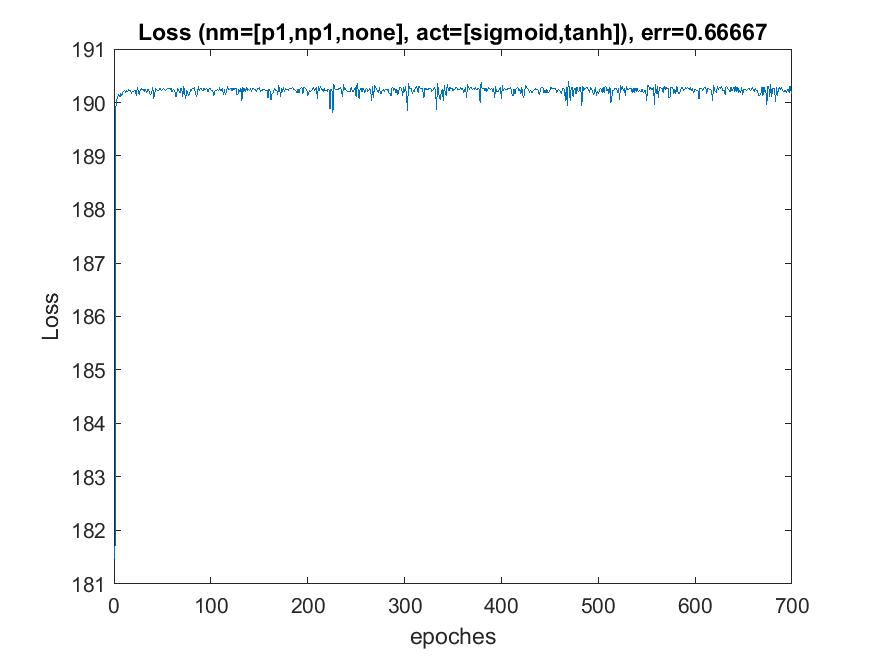 Loss (nm=[p1,np1,none], act=[sigmoid,tanh]), err=0.66667
191
190
189
188
187
186
185
184
183
182
181
Loss
0 100 200 300 400 500 600 700
epoches